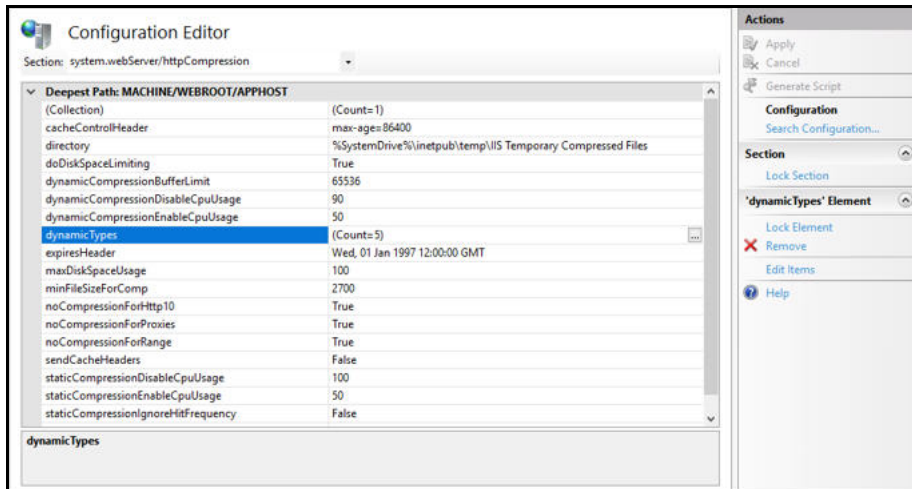 Configuration Editor
Section: system.webServer/httpCompression
Deepest Path: MACHINE/WEBROOT/APPHOST
(Collection) (Count=1)
cacheControlHeader max-age=86400
directory %SystemDrive%\inetpub\temp\IIS Temporary Compressed Files
doDiskSpaceLimiting True
dynamicCompressionBufferLimit 65536
dynamicCompressionDisableCpuUsage 90
dynamicCompressionEnableCpuUsage 50
dynamicTypes (Count=5) ...
expiresHeader Wed, 01 Jan 1997 12:00:00 GMT
maxDiskSpaceUsage 100
minFileSizeForComp 2700
noCompressionForHttp10 True
noCompressionForProxies True
noCompressionForRange True
sendCacheHeaders False
staticCompressionDisableCpuUsage 100
staticCompressionEnableCpuUsage 50
staticCompressionIgnoreHitFrequency False
dynamicTypes
Actions
Apply
Cancel
Generate Script
Configuration
Search Configuration...
Section
Lock Section
'dynamicTypes' Element
Lock Element
Remove
Edit Items
Help